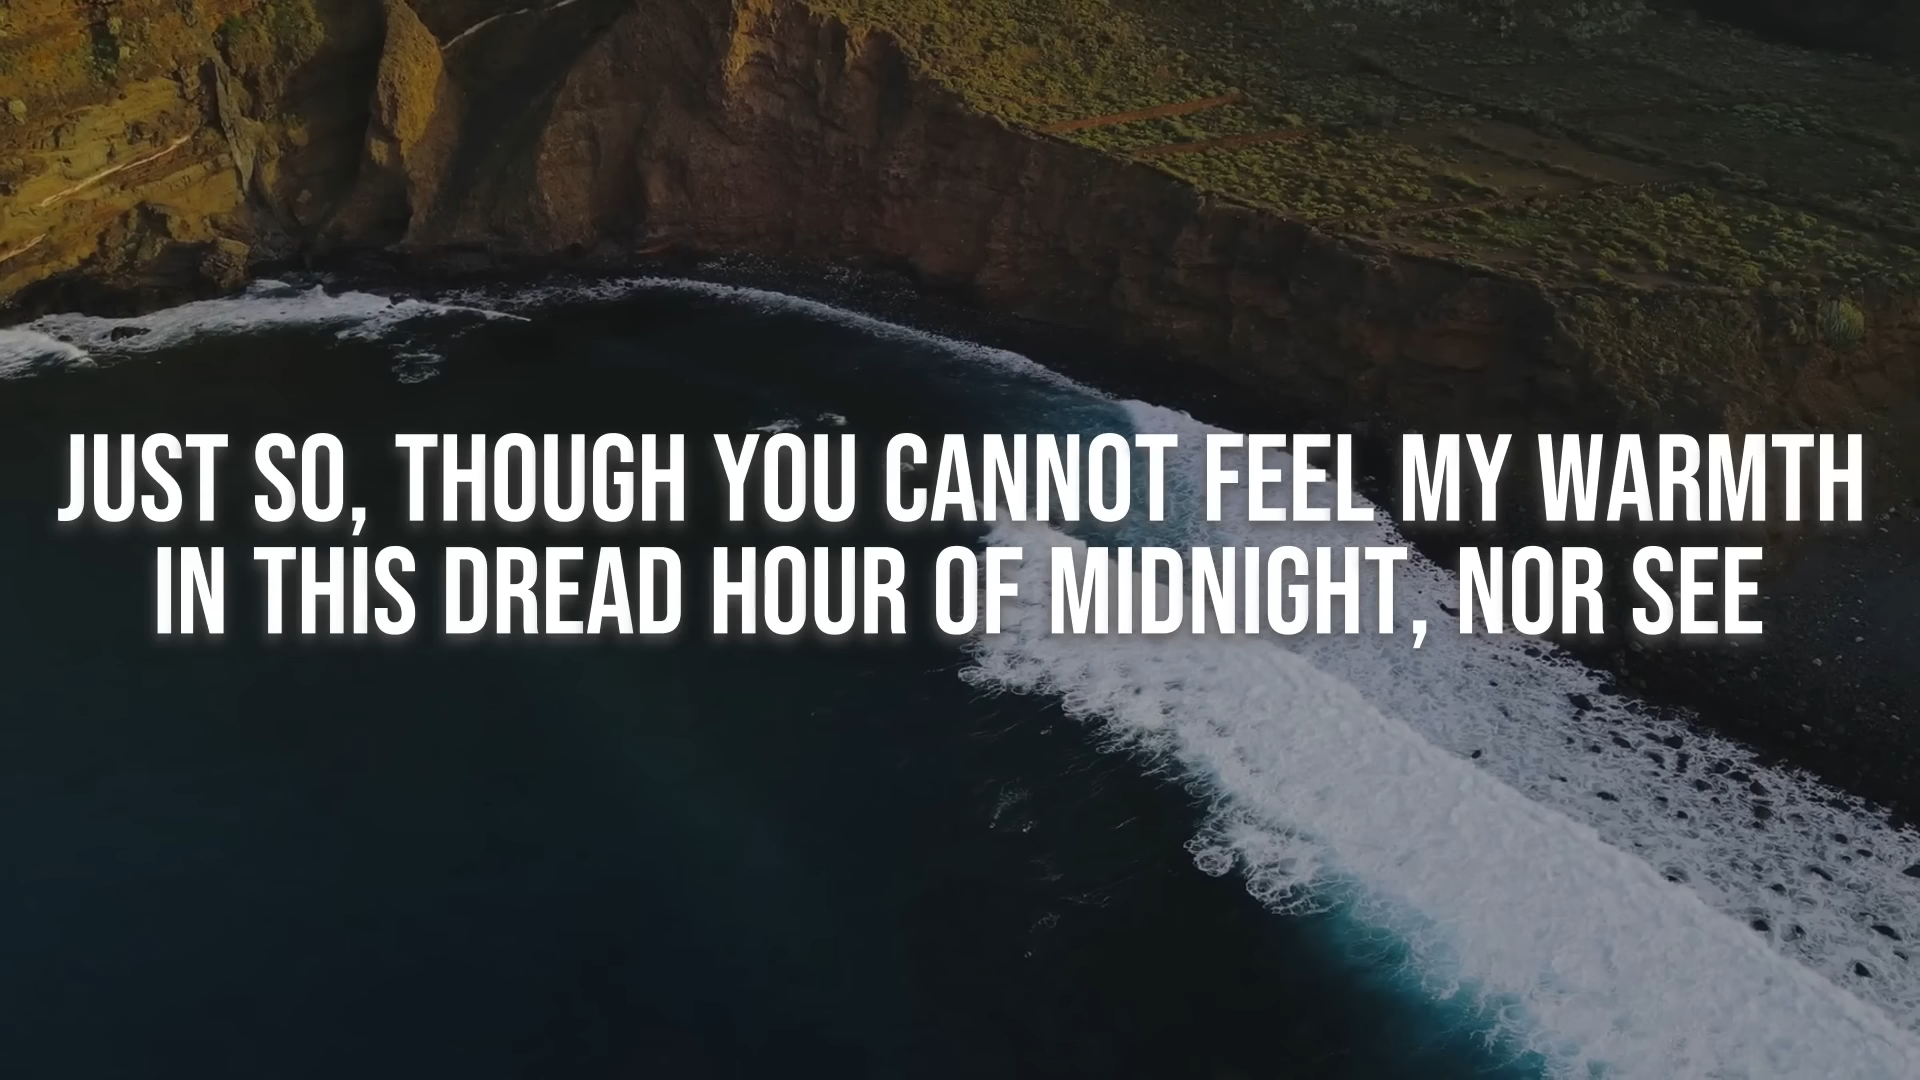 JUST SO, THOUGH YOU CANNOT FEEL MY WARMTH
IN THIS DREAD HOUR OF MIDNIGHT, NOR SEE